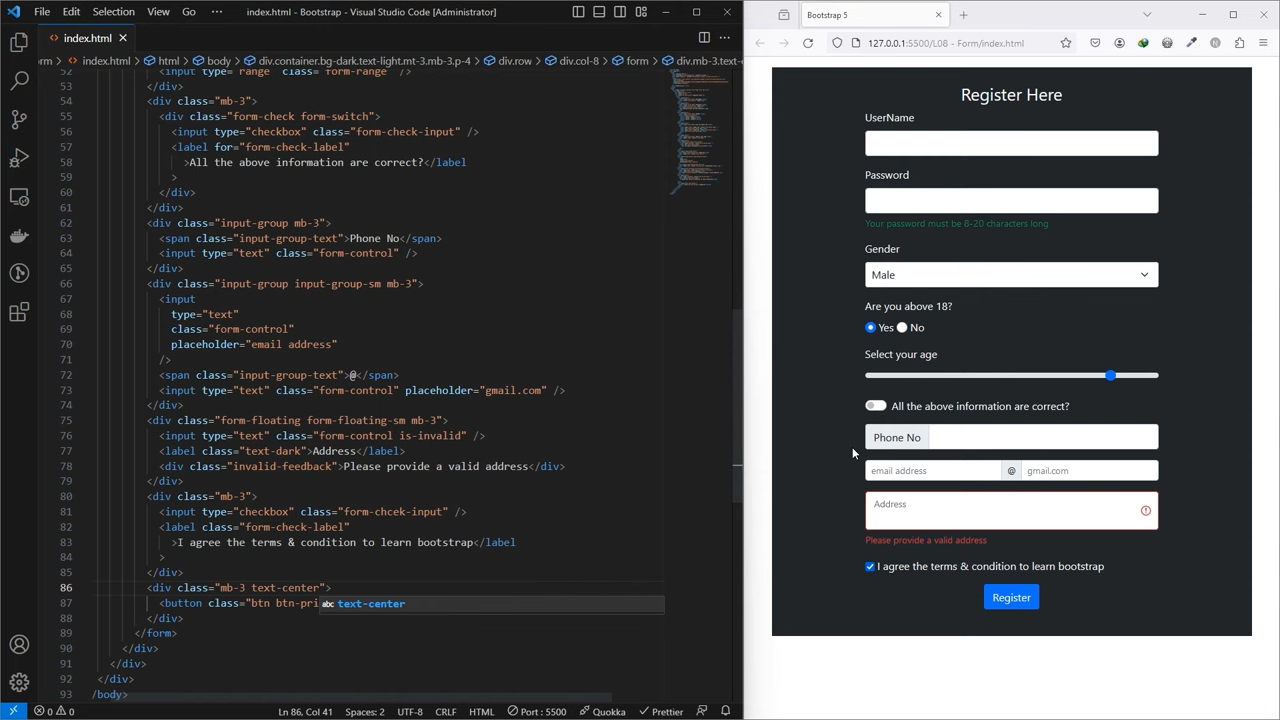 File Edit Selection View Go ··· index.html - Bootstrap - Visual Studio Code [Administrator]
index.html
index.html > html > body > div.container.bg-dark.text-light.mt-3.mb-3.p-4 > div.row > div.col-8 > form > div.mb-3.text-c
<input type="range" class="form-range" />
</div>
54 <div class="mb-3">
55 <div class="form-check form-switch">
56 <input type="checkbox" class="form-check-input" />
57 <label for="form-check-label"
58 >All the above information are correct?</label
59 >
60 </div>
61 </div>
62 <div class="input-group mb-3">
63 <span class="input-group-text">Phone No</span>
64 <input type="text" class="form-control" />
65 </div>
66 <div class="input-group input-group-sm mb-3">
67 <input
68 type="text"
69 class="form-control"
70 placeholder="email address"
71 />
72 <span class="input-group-text">@</span>
73 <input type="text" class="form-control" placeholder="gmail.com" />
74 </div>
75 <div class="form-floating form-floating-sm mb-3">
76 <input type="text" class="form-control is-invalid" />
77 <label class="text-dark">Address</label>
78 <div class="invalid-feedback">Please provide a valid address</div>
79 </div>
80 <div class="mb-3">
81 <input type="checkbox" class="form-chcek-input" />
82 <label class="form-check-label"
83 >I agree the terms & condition to learn bootstrap</label
84 >
85 </div>
86 <div class="mb-3 text-center">
87 <button class="btn btn-pri abc text-center
88 </div>
89 </form>
90 </div>
91 </div>
92 </div>
93 /body>
0 0 Ln 86, Col 41 Spaces: 2 UTF-8 CRLF HTML Port : 5500 Quokka Prettier
Bootstrap 5
127.0.0.1:5500/L08 - Form/index.html
Register Here
UserName
Password
Your password must be 8-20 characters long
Gender
Male
Are you above 18?
Yes No
Select your age
All the above information are correct?
Phone No
email address @ gmail.com
Address
Please provide a valid address
I agree the terms & condition to learn bootstrap
Register